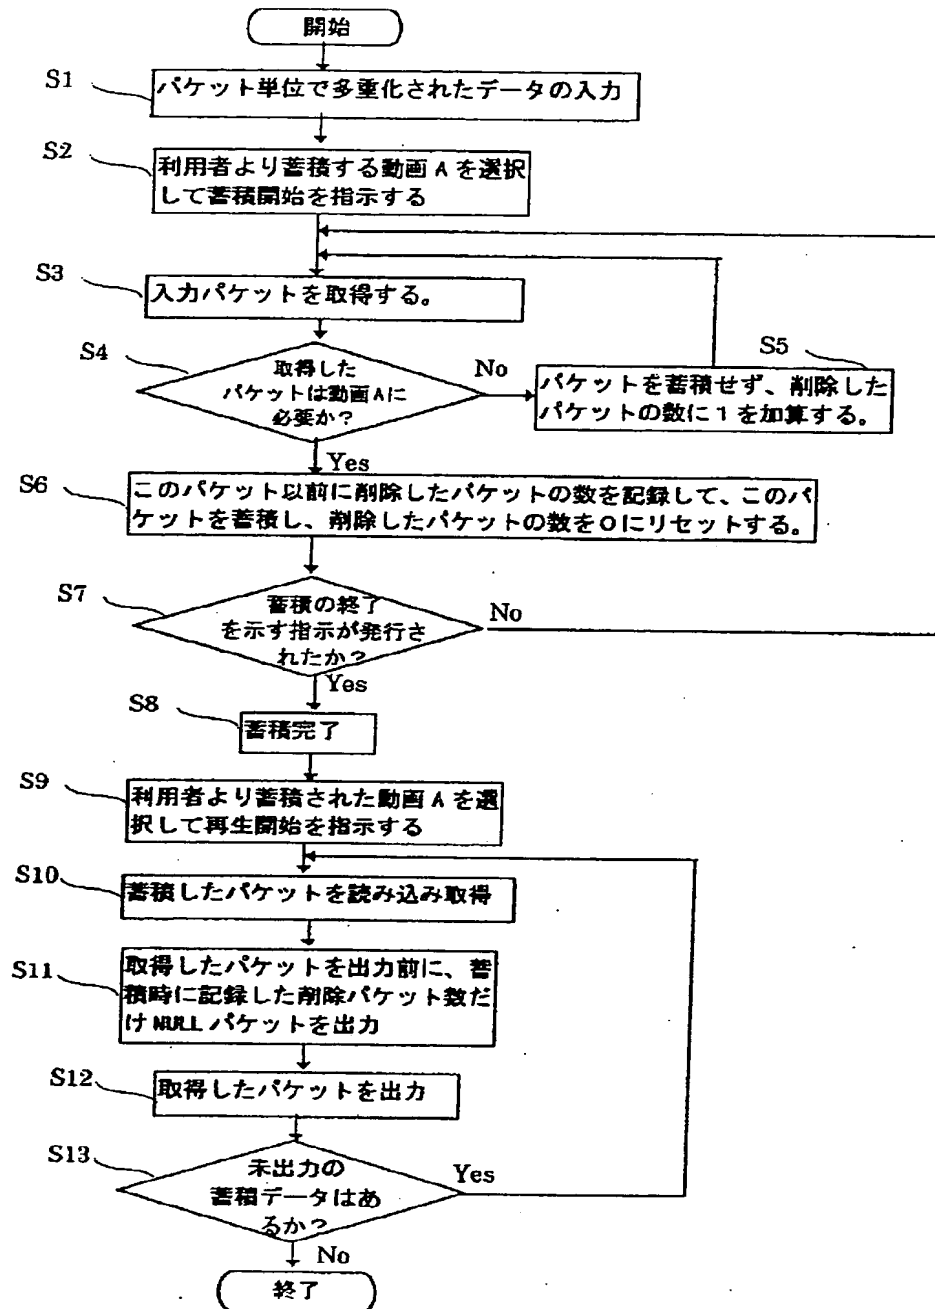 開始
S1
パケット単位で多重化されたデータの入力
S2
利用者より蓄積する動画Aを選択
して蓄積開始を指示する
S3
入力パケットを取得する。
S4
取得した
パケットは動画Aに
必要か？
No
S5
パケットを蓄積せず、削除した
パケットの数に1を加算する。
Yes
S6
このパケット以前に削除したパケットの数を記録して、このパ
ケットを蓄積し、削除したパケットの数を0にリセットする。
S7
蓄積の終了
を示す指示が発行さ
れたか？
No
Yes
S8
蓄積完了
S9
利用者より蓄積された動画Aを選
択して再生開始を指示する
S10
蓄積したパケットを読み込み取得
S11
取得したパケットを出力前に、蓄
積時に記録した削除パケット数だ
けNULLパケットを出力
S12
取得したパケットを出力
S13
未出力の
蓄積データはあ
るか？
Yes
No
終了